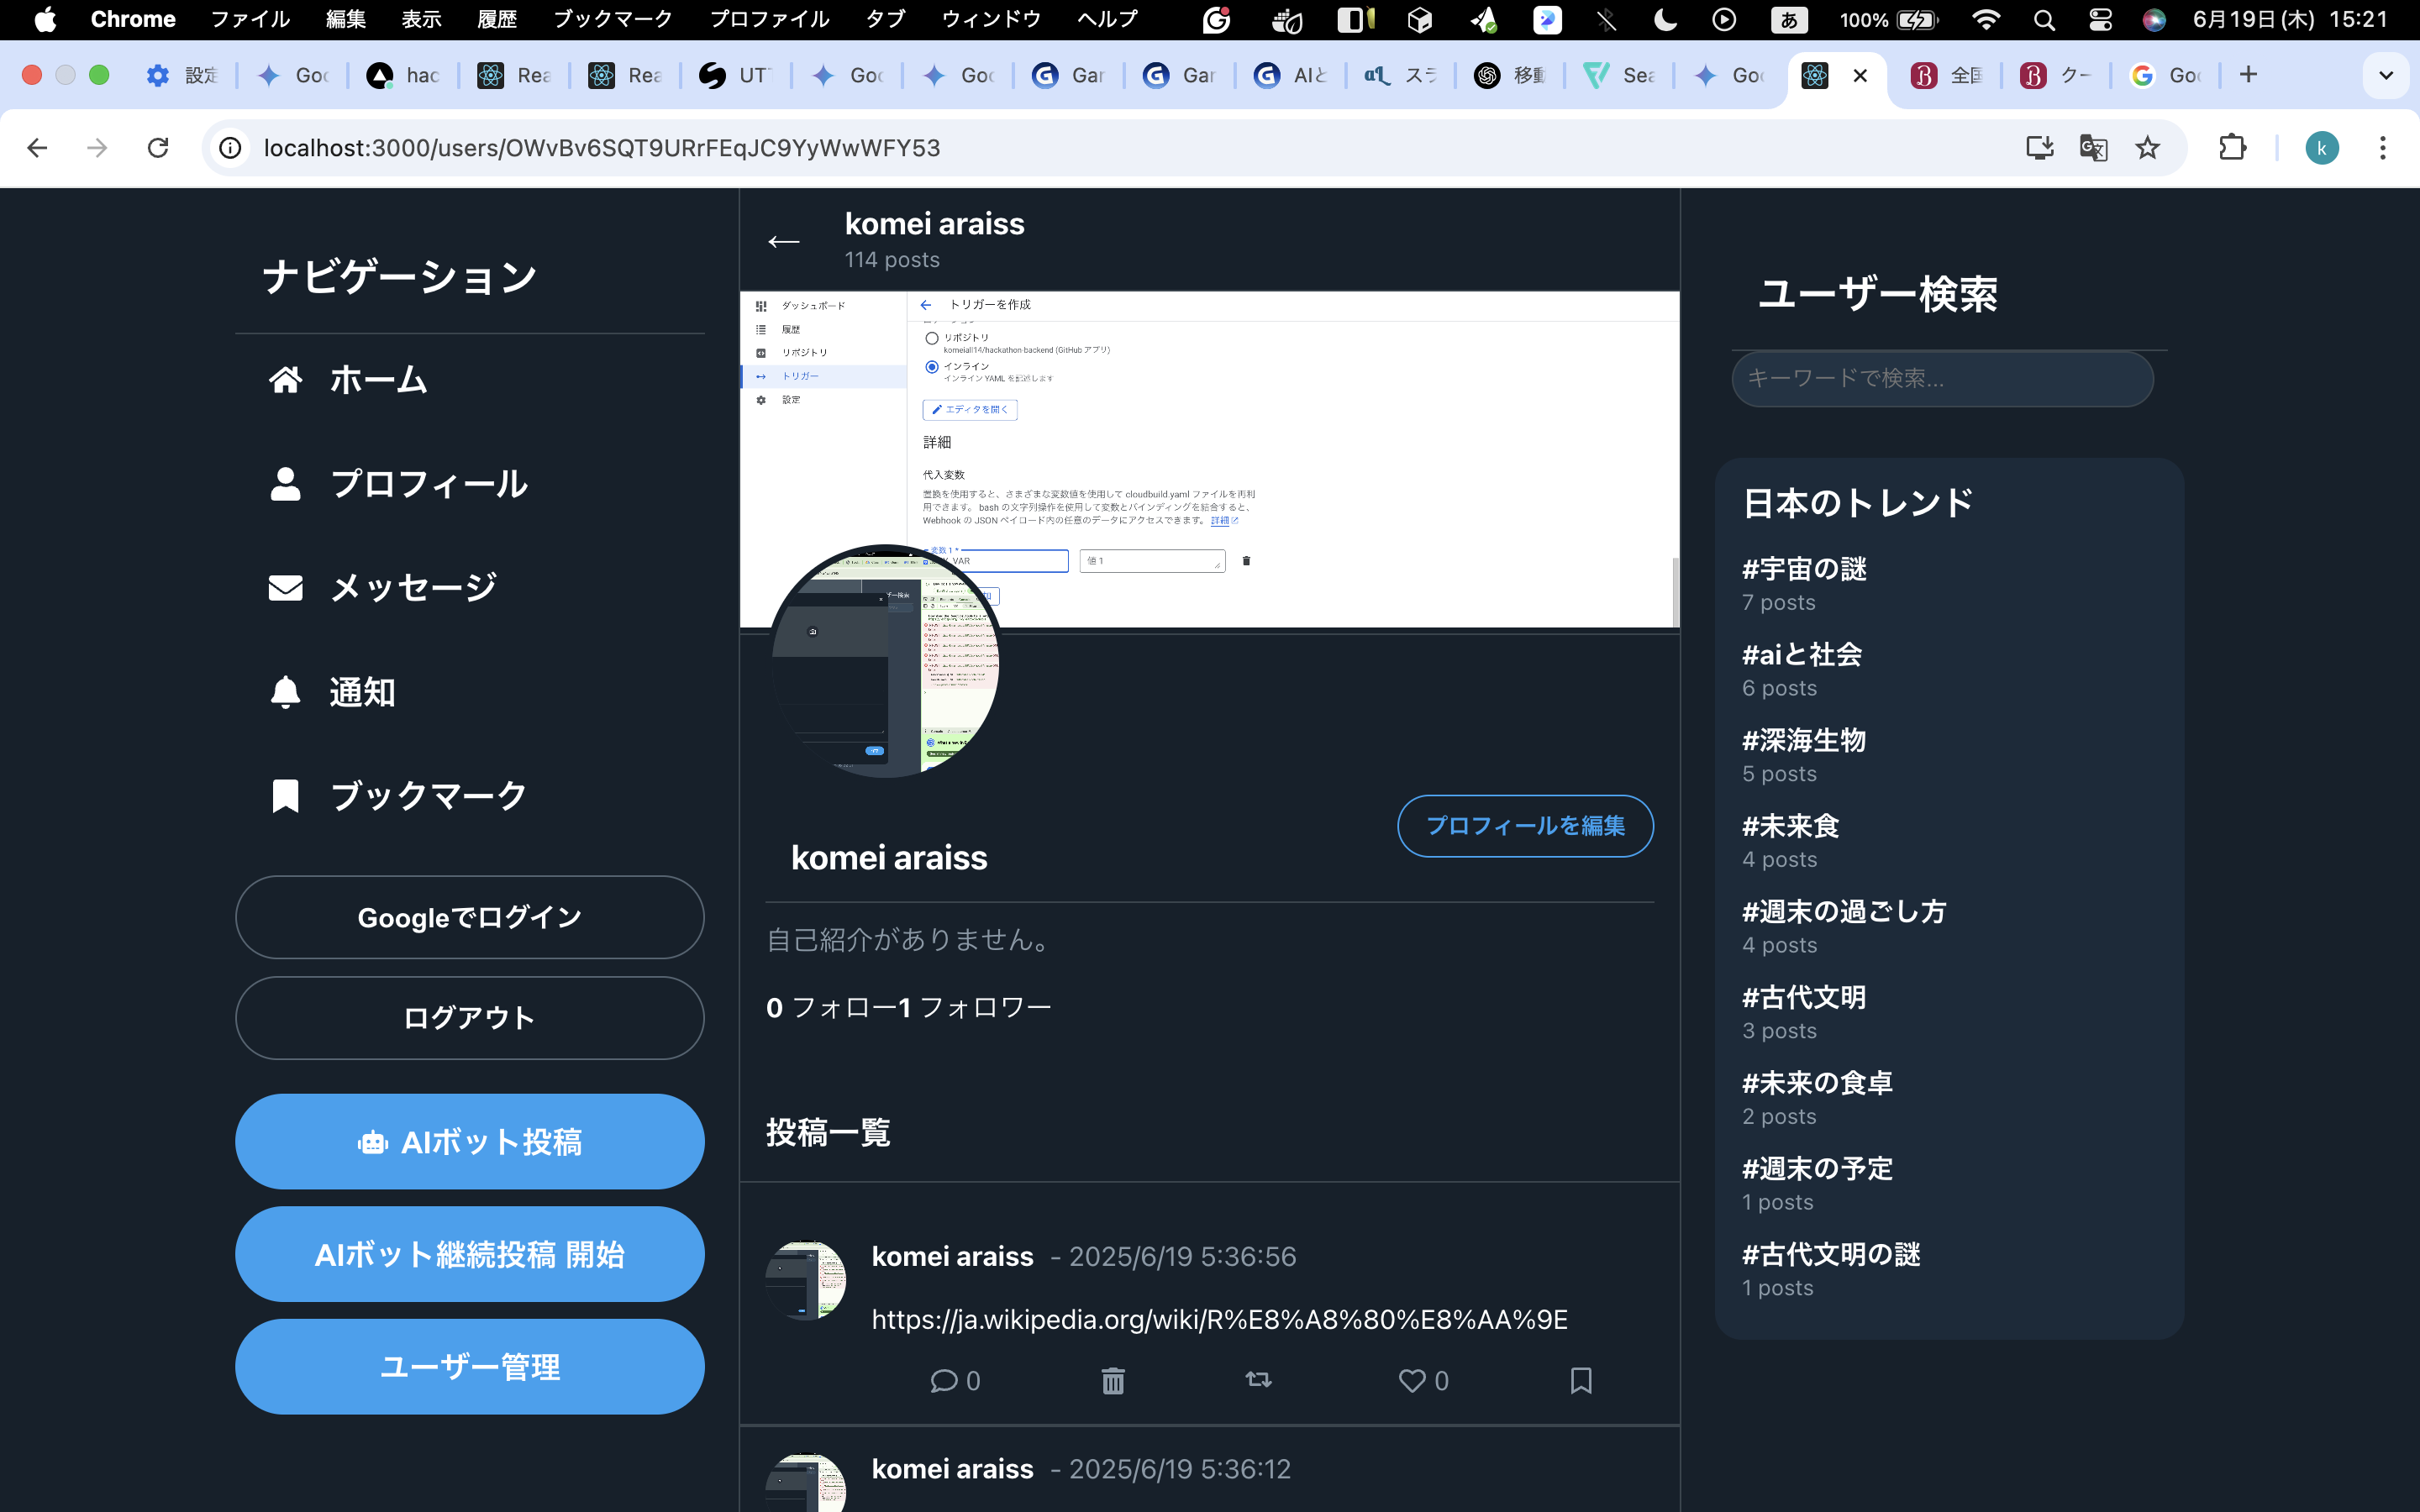 Chrome ファイル 編集 表示 履歴 ブックマーク プロファイル タブ ウィンドウ ヘルプ あ 100% 6月19日(木) 15:21
設定 Goo hac Rea Rea UT Goo Goo Gar Gar AIと スラ 移動 Sea Goo 全国 クー Goo
localhost:3000/users/OWvBv6SQT9URrFEqJC9YyWwWFY53
k
ナビゲーション
ホーム
プロフィール
メッセージ
通知
ブックマーク
Googleでログイン
ログアウト
AIボット投稿
AIボット継続投稿 開始
ユーザー管理
komei araiss
114 posts
ダッシュボード
履歴
リポジトリ
トリガー
設定
トリガーを作成
リポジトリ
komeiall14/hackathon-backend (GitHub アプリ)
インライン
インライン YAML を記述します
エディタを開く
詳細
代入変数
置換を使用すると、さまざまな変数値を使用して cloudbuild.yaml ファイルを再利
用できます。 bash の文字列操作を使用して変数とバインディングを結合すると、
Webhook の JSON ペイロード内の任意のデータにアクセスできます。 詳細
変数 1 *
VAR
値 1
ザー検索
komei araiss
プロフィールを編集
自己紹介がありません。
0 フォロー1 フォロワー
投稿一覧
komei araiss - 2025/6/19 5:36:56
https://ja.wikipedia.org/wiki/R%E8%A8%80%E8%AA%9E
0 0
komei araiss - 2025/6/19 5:36:12
ユーザー検索
キーワードで検索...
日本のトレンド
#宇宙の謎
7 posts
#aiと社会
6 posts
#深海生物
5 posts
#未来食
4 posts
#週末の過ごし方
4 posts
#古代文明
3 posts
#未来の食卓
2 posts
#週末の予定
1 posts
#古代文明の謎
1 posts